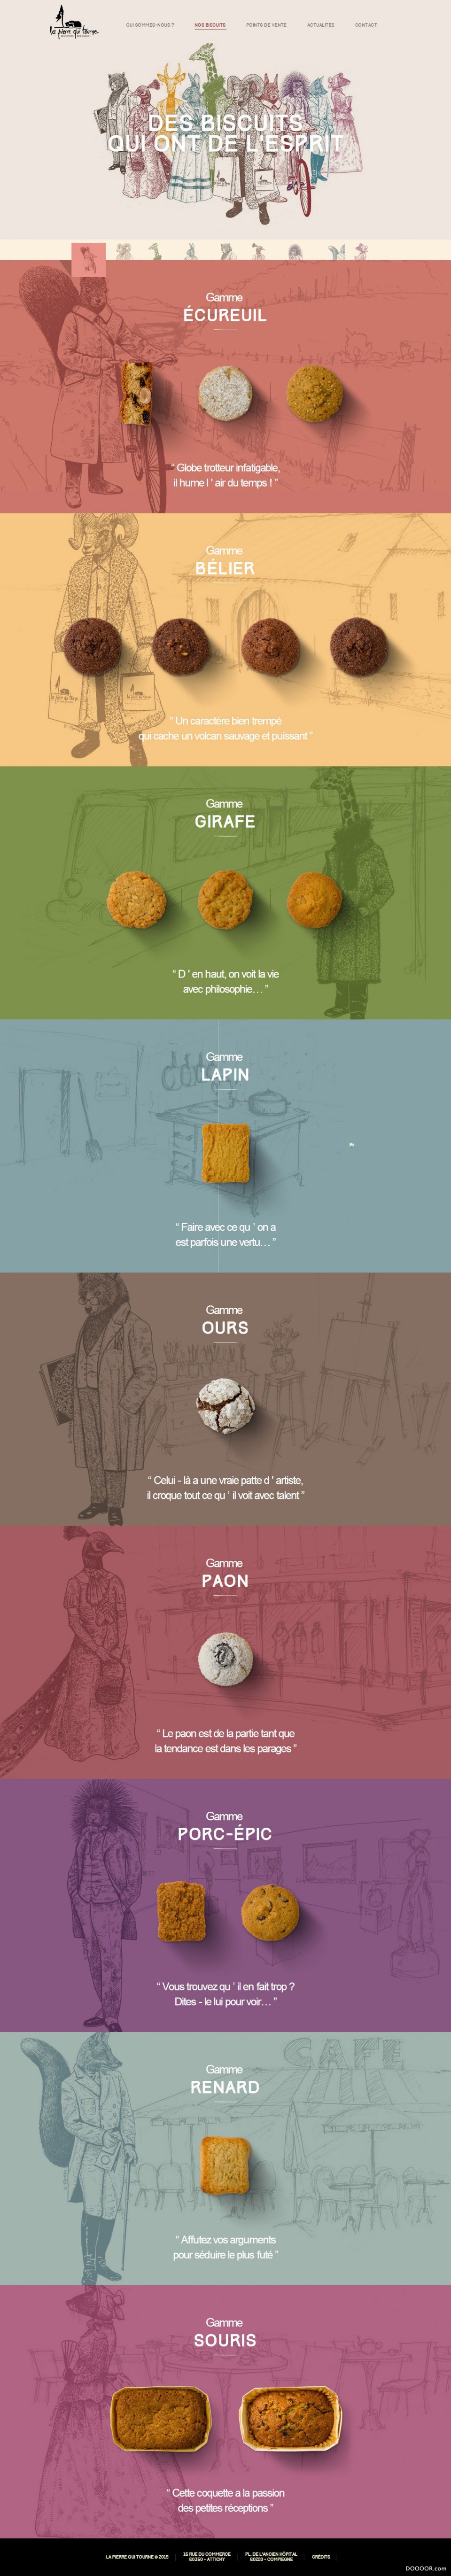 la pierre qui tourne
QUI SOMMES-NOUS ?
NOS BISCUITS
POINTS DE VENTE
ACTUALITÉS
CONTACT
DES BISCUITS
QUI ONT DE L'ESPRIT
Gamme
ÉCUREUIL
“ Globe trotteur infatigable,
il hume l ’ air du temps ! ”
Gamme
BÉLIER
“ Un caractère bien trempé
qui cache un volcan sauvage et puissant ”
Gamme
GIRAFE
“ D ’ en haut, on voit la vie
avec philosophie… ”
Gamme
LAPIN
“ Faire avec ce qu ’ on a
est parfois une vertu… ”
Gamme
OURS
“ Celui - là a une vraie patte d ’ artiste,
il croque tout ce qu ’ il voit avec talent ”
Gamme
PAON
“ Le paon est de la partie tant que
la tendance est dans les parages ”
Gamme
PORC-ÉPIC
“ Vous trouvez qu ’ il en fait trop ?
Dites - le lui pour voir… ”
CAFE
Gamme
RENARD
“ Affutez vos arguments
pour séduire le plus futé ”
Gamme
SOURIS
“ Cette coquette a la passion
des petites réceptions ”
LA PIERRE QUI TOURNE © 2015
15 RUE DU COMMERCE
60350 - ATTICHY
PL. DE L'ANCIEN HÔPITAL
60200 - COMPIEGNE
CRÉDITS
DOOOOR.com